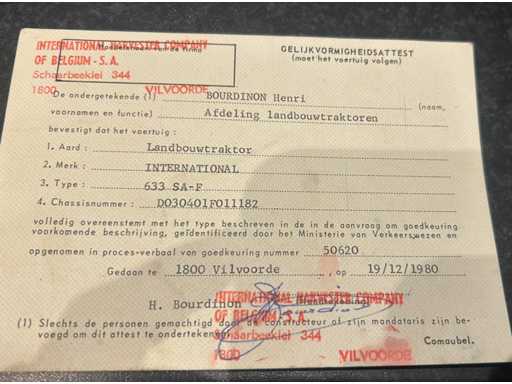 INTERNATIONAL HARVESTER COMPANY
OF BELGIUM - S.A.
Schaarbeeklei 344
1800 VILVOORDE
GELIJKVORMIGHEIDSATTEST
(moet het voertuig volgen)
De ondergetekende (1) BOURDINON Henri (naam,
voornamen en functie) Afdeling landbouwtraktoren
bevestigt dat het voertuig :
1. Aard : Landbouwtraktor
2. Merk : INTERNATIONAL
3. Type : 633 SA-F
4. Chassisnummer : DO30401FO11182
volledig overeenstemt met het type beschreven in de in de aanvraag om goedkeuring
voorkomende beschrijving, geïdentificeerd door het Ministerie van Verkeerswezen en
opgenomen in proces-verbaal van goedkeuring nummer 50620
Gedaan te 1800 Vilvoorde , op 19/12/1980
H. Bourdinon
INTERNATIONAL HARVESTER COMPANY
OF BELGIUM - S.A.
Schaarbeeklei 344
1800 VILVOORDE
(1) Slechts de personen gemachtigd door de constructeur of zijn mandataris zijn be-
voegd om dit attest te ondertekenen.
Comaubel.